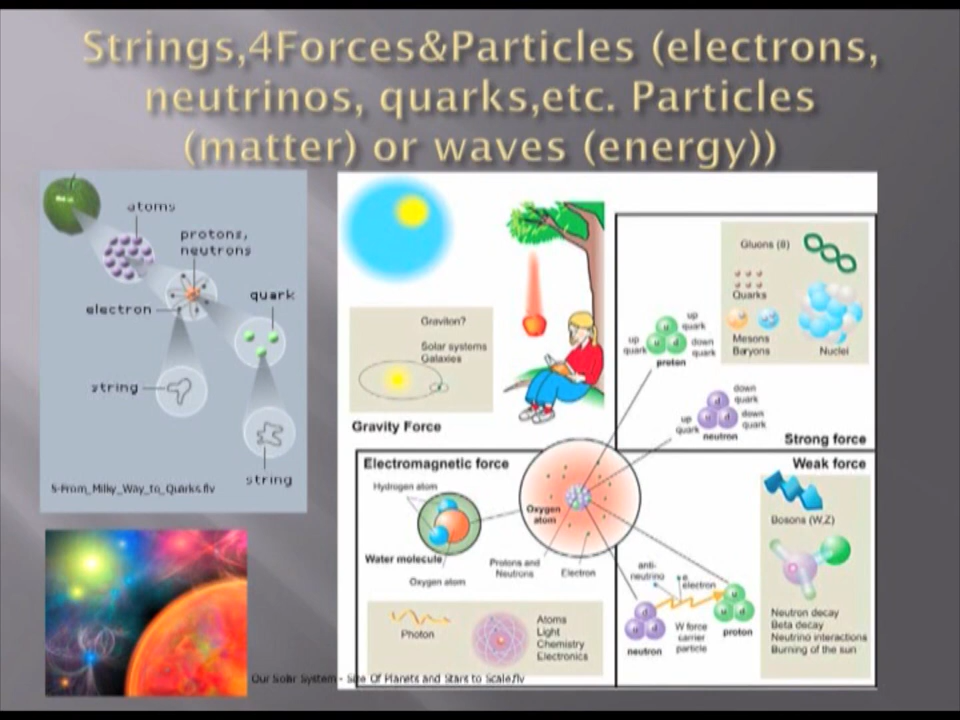 Strings,4Forces&Particles (electrons,
neutrinos, quarks,etc. Particles
(matter) or waves (energy))
atoms
protons,
neutrons
electron
quark
string
string
5-From_Milky_Way_to_Quarks.flv
Graviton?
Solar systems
Galaxies
Gravity Force
Gluons (8)
Quarks
Mesons
Baryons
Nuclei
up
quark
up
quark
down
quark
u
u
d
proton
down
quark
up
quark
down
quark
d
u
d
neutron
Strong force
Electromagnetic force
Hydrogen atom
Oxygen
atom
Water molecule
Oxygen atom
Protons and
Neutrons
Electron
Photon
Atoms
Light
Chemistry
Electronics
Weak force
Bosons (W,Z)
anti-
neutrino
e
electron
d
u
d
neutron
W force
carrier
particle
u
u
d
proton
Neutron decay
Beta decay
Neutrino interactions
Burning of the sun
Our Solar System - Size Of Planets and Stars to Scale.flv